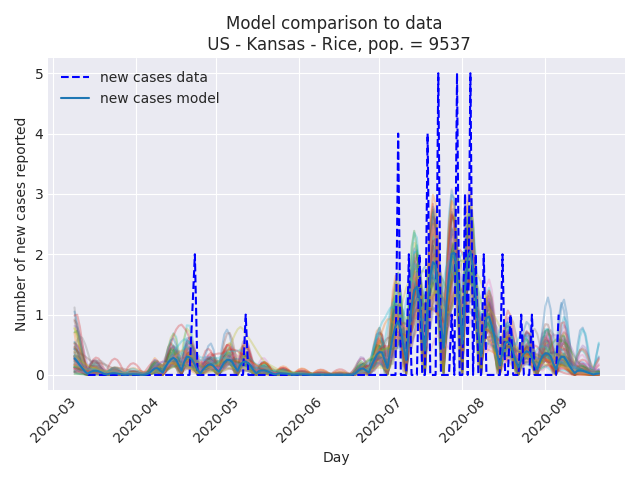 Model comparison to data
US - Kansas - Rice, pop. = 9537
new cases data
new cases model
Number of new cases reported
5
4
3
2
1
0
2020-03
2020-04
2020-05
2020-06
2020-07
2020-08
2020-09
Day